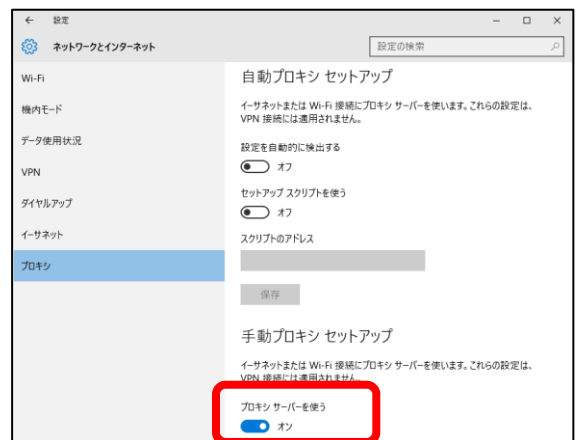 設定
ネットワークとインターネット
設定の検索
Wi-Fi
機内モード
データ使用状況
VPN
ダイヤルアップ
イーサネット
プロキシ
自動プロキシ セットアップ
イーサネットまたは Wi-Fi 接続にプロキシ サーバーを使います。これらの設定は、
VPN 接続には適用されません。
設定を自動的に検出する
オフ
セットアップ スクリプトを使う
オフ
スクリプトのアドレス
保存
手動プロキシ セットアップ
イーサネットまたは Wi-Fi 接続にプロキシ サーバーを使います。これらの設定は、
VPN 接続には適用されません。
プロキシ サーバーを使う
オン